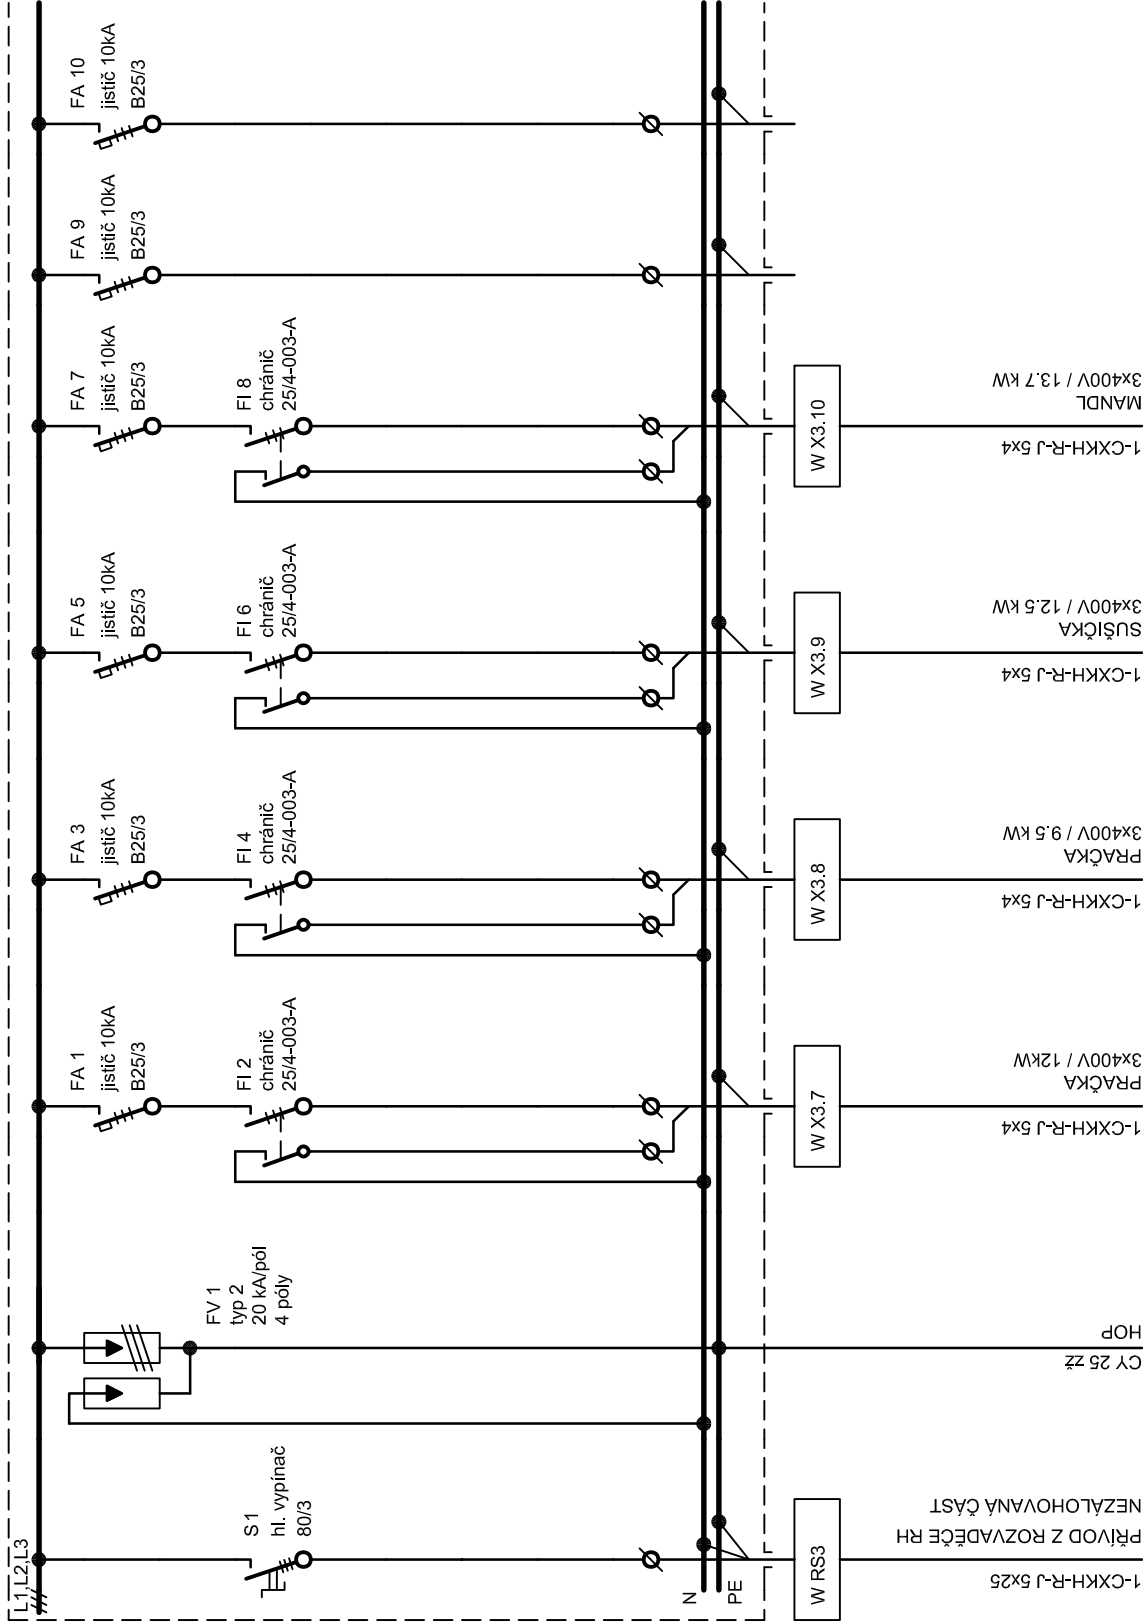 L1,L2,L3
S 1
hl. vypínač
80/3
FV 1
typ 2
20 kA/pól
4 póly
FA 1
jistič 10kA
B25/3
FI 2
chránič
25/4-003-A
FA 3
jistič 10kA
B25/3
FI 4
chránič
25/4-003-A
FA 5
jistič 10kA
B25/3
FI 6
chránič
25/4-003-A
FA 7
jistič 10kA
B25/3
FI 8
chránič
25/4-003-A
FA 9
jistič 10kA
B25/3
FA 10
jistič 10kA
B25/3
N
PE
W RS3
W X3.7
W X3.8
W X3.9
W X3.10
1-CXKH-R-J 5x25
PŘÍVOD Z ROZVADĚČE RH
NEZÁLOHOVANÁ ČÁST
CY 25 zž
HOP
1-CXKH-R-J 5x4
PRAČKA
3x400V / 12kW
1-CXKH-R-J 5x4
PRAČKA
3x400V / 9.5 kW
1-CXKH-R-J 5x4
SUŠIČKA
3x400V / 12.5 kW
1-CXKH-R-J 5x4
MANDL
3x400V / 13.7 kW